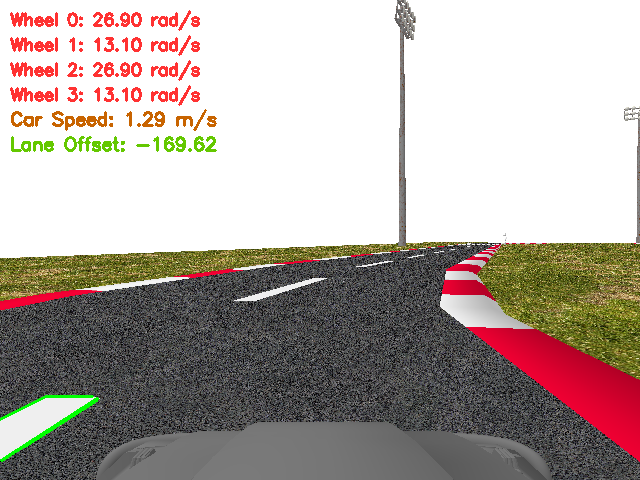 Wheel 0: 26.90 rad/s
Wheel 1: 13.10 rad/s
Wheel 2: 26.90 rad/s
Wheel 3: 13.10 rad/s
Car Speed: 1.29 m/s
Lane Offset: -169.62